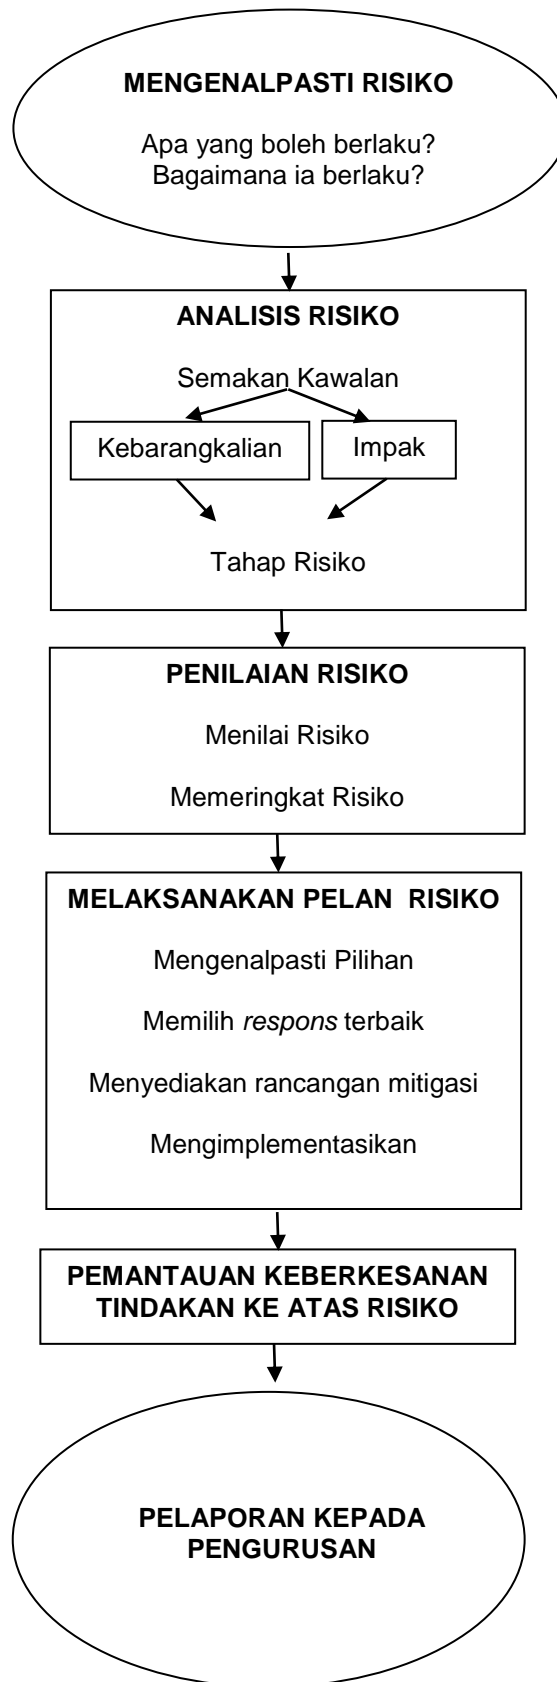 MENGENALPASTI RISIKO
Apa yang boleh berlaku?
Bagaimana ia berlaku?
ANALISIS RISIKO
Semakan Kawalan
Kebarangkalian
Impak
Tahap Risiko
PENILAIAN RISIKO
Menilai Risiko
Memeringkat Risiko
MELAKSANAKAN PELAN RISIKO
Mengenalpasti Pilihan
Memilih respons terbaik
Menyediakan rancangan mitigasi
Mengimplementasikan
PEMANTAUAN KEBERKESANAN
TINDAKAN KE ATAS RISIKO
PELAPORAN KEPADA
PENGURUSAN